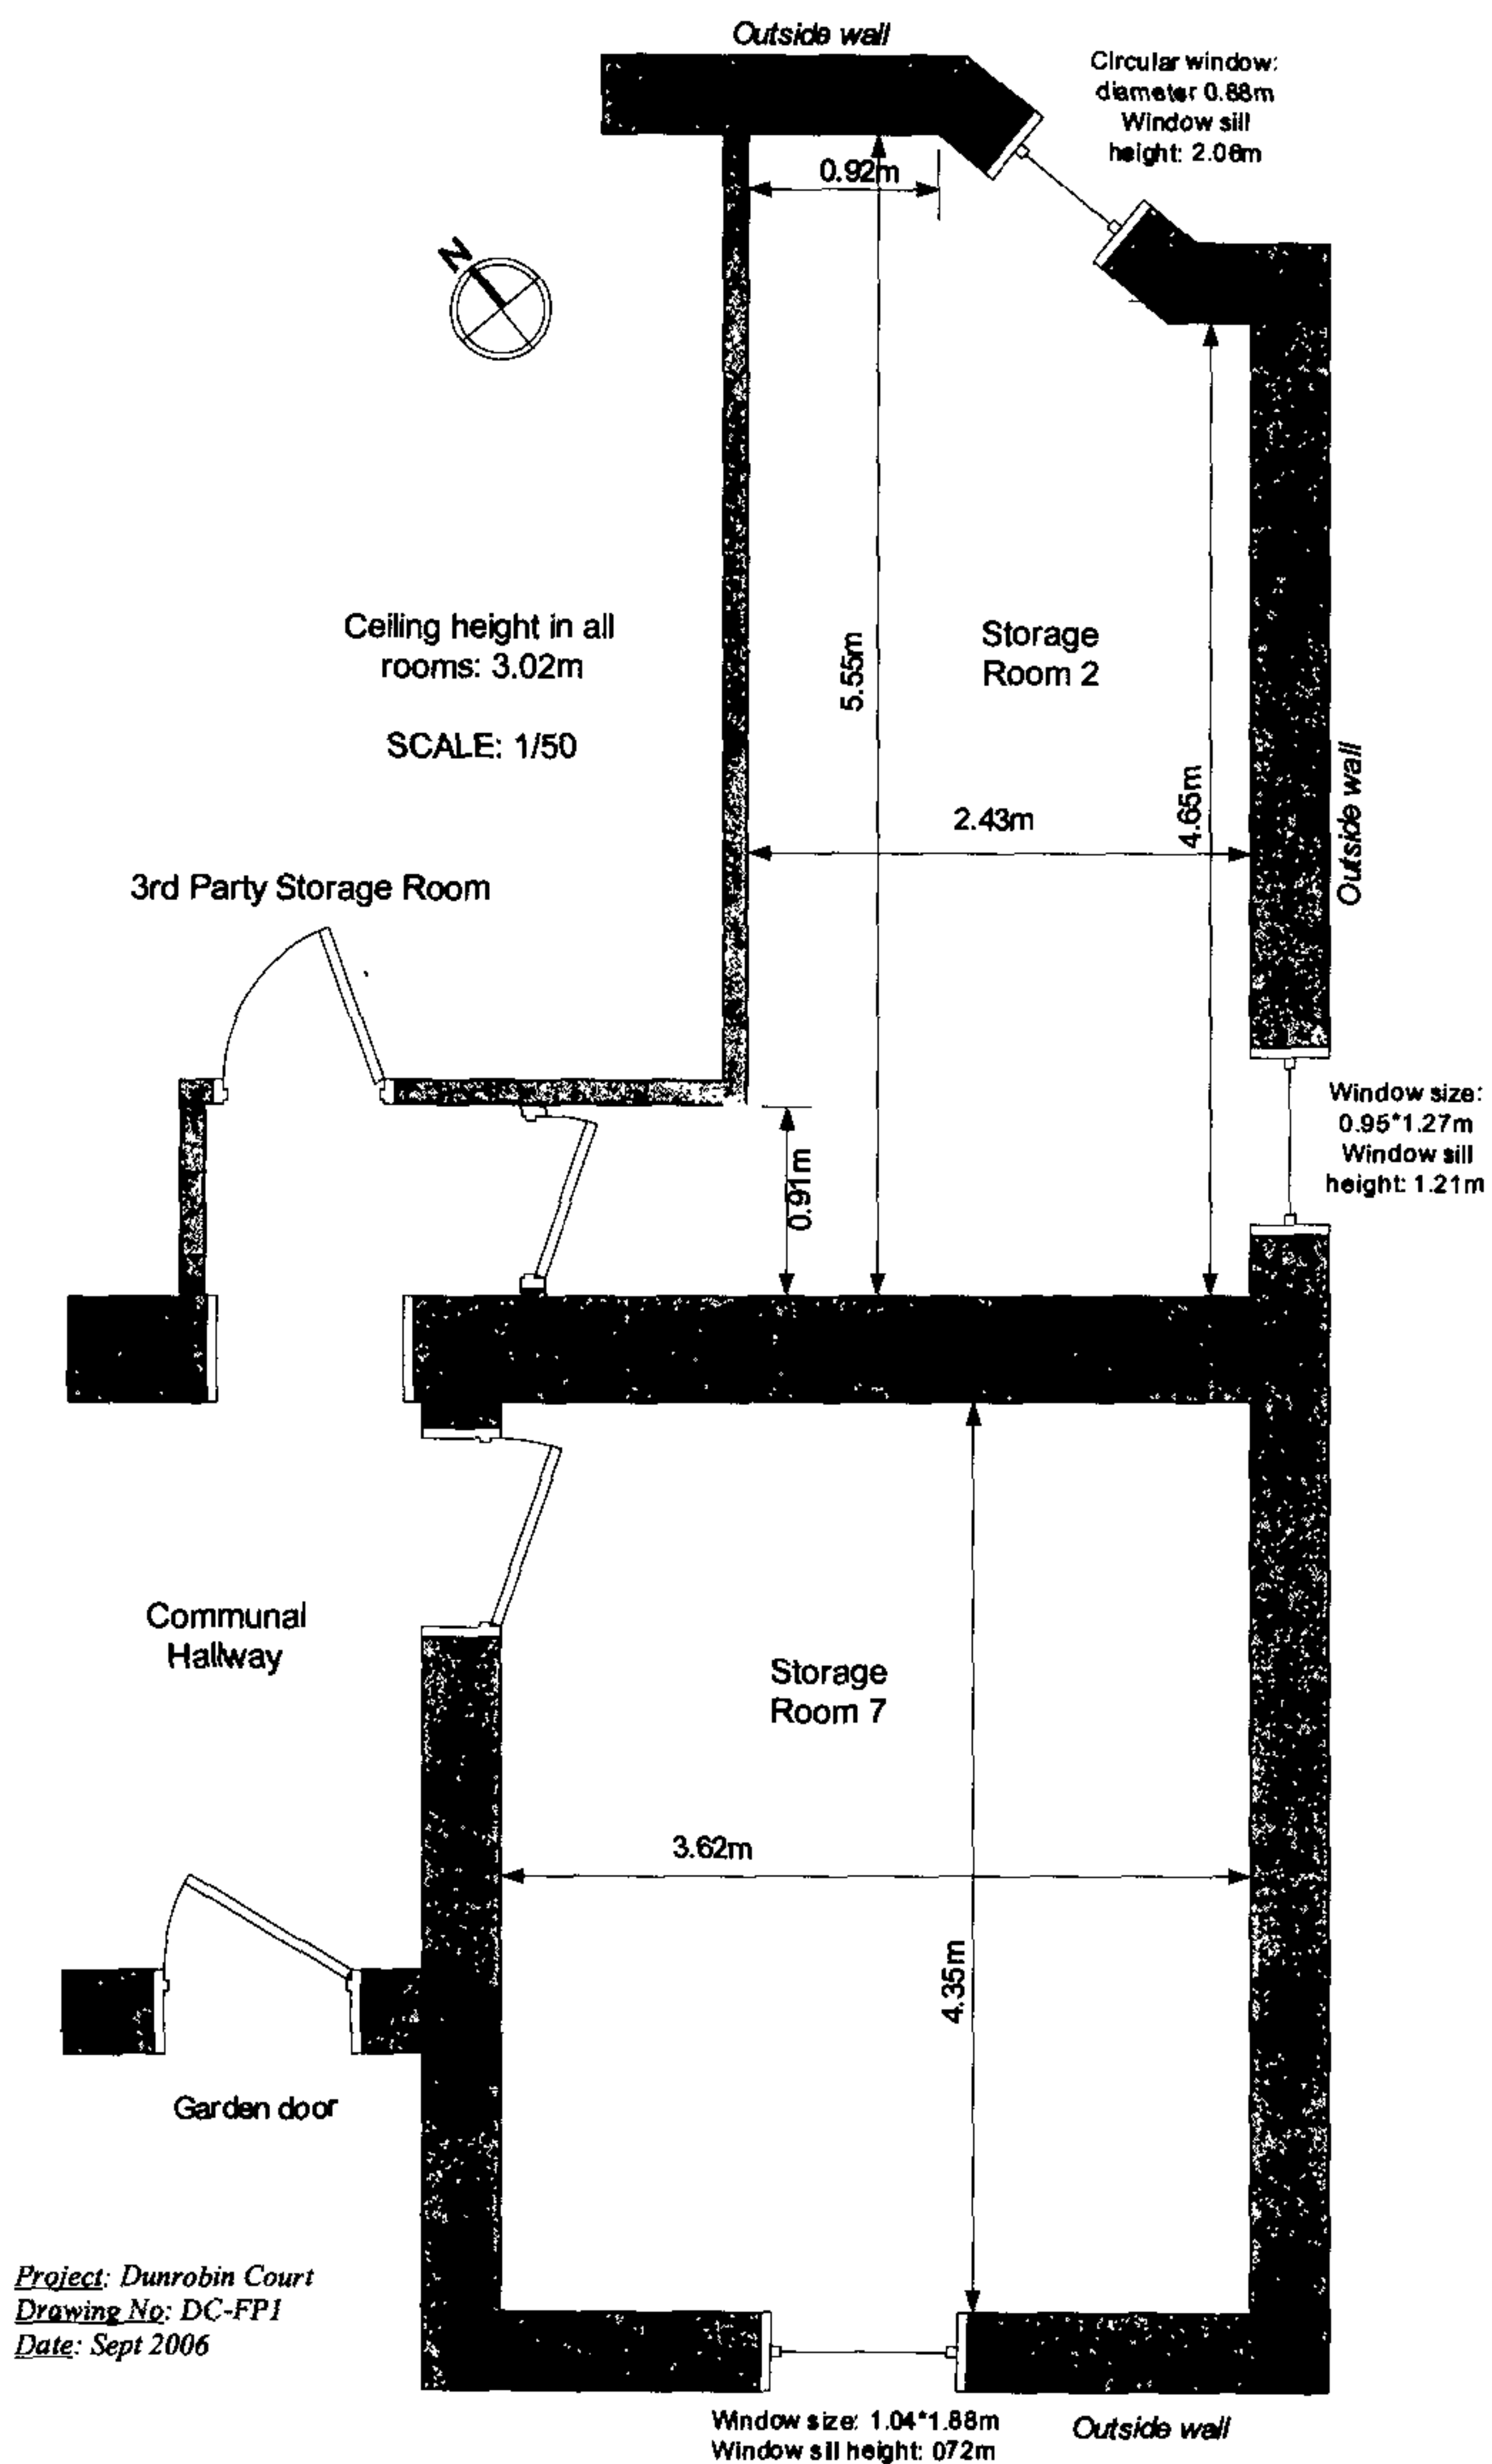 Outside wall
Circular window:
diameter 0.88m
Window sill
height: 2.06m
0.92m
N
Ceiling height in all
rooms: 3.02m
SCALE: 1/50
5.55m
Storage
Room 2
4.65m
2.43m
Outside wall
3rd Party Storage Room
Window size:
0.95*1.27m
Window sill
height: 1.21m
0.91m
Communal
Hallway
Storage
Room 7
3.62m
4.35m
Garden door
Project: Dunrobin Court
Drawing No: DC-FP1
Date: Sept 2006
Window size: 1.04*1.88m
Window sill height: 072m
Outside wall